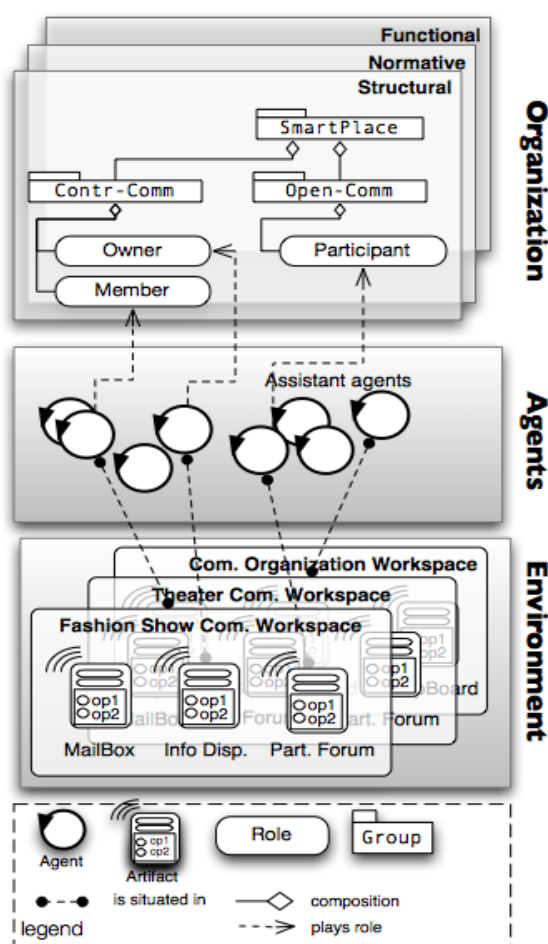 Functional
Normative
Structural
SmartPlace
Contr-Comm
Open-Comm
Owner
Participant
Member
Organization
Assistant agents
Agents
Com. Organization Workspace
Theater Com. Workspace
Fashion Show Com. Workspace
op1
op2
op1
op2
op1
op2
op1
op2
MailBox
Info Disp.
Part. Forum
Forum
Part. Forum
Board
Environment
Agent
op1
op2
Artifact
Role
Group
is situated in
composition
legend
plays role